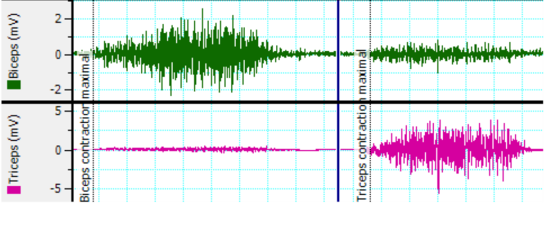 Biceps (mV)
2
0
-2
Biceps contraction maximal
Triceps contraction maximal
Triceps (mV)
5
0
-5